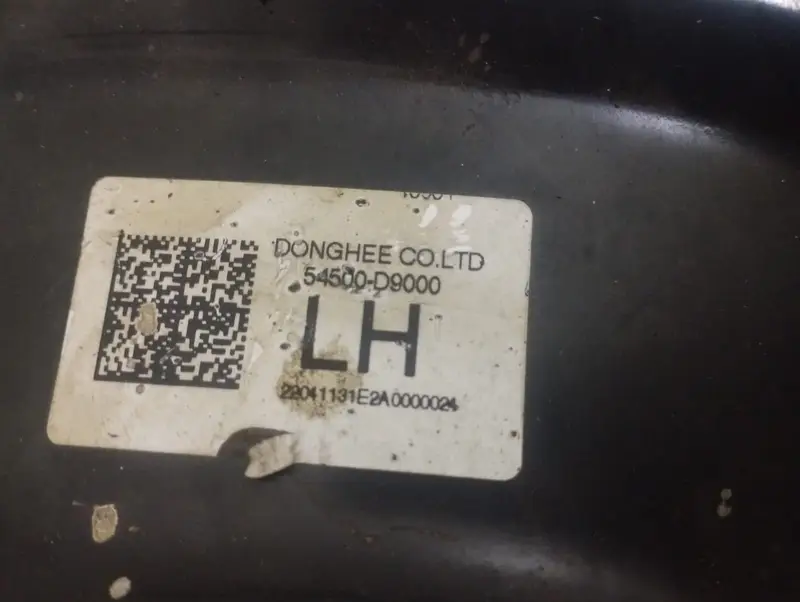 DONGHEE CO.LTD
54500-D9000
LH
22041131E2A0000024